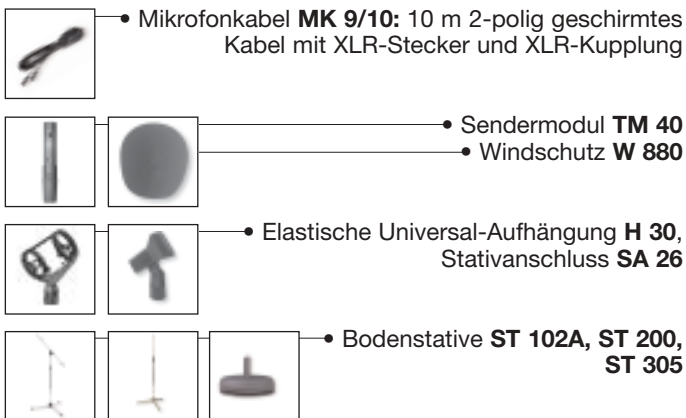 • Mikrofonkabel MK 9/10: 10 m 2-polig geschirmtes
Kabel mit XLR-Stecker und XLR-Kupplung
• Sendermodul TM 40
• Windschutz W 880
• Elastische Universal-Aufhängung H 30,
Stativanschluss SA 26
• Bodenstative ST 102A, ST 200,
ST 305